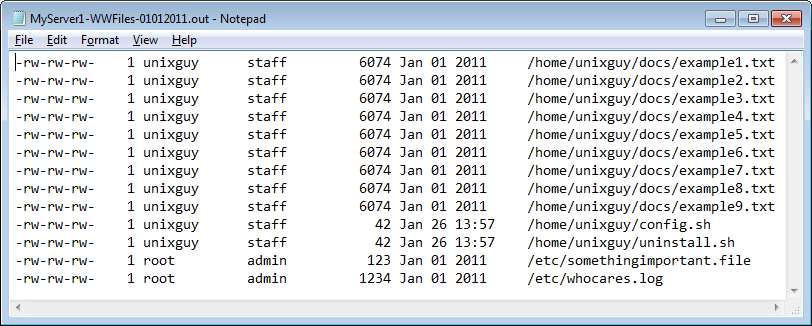 MyServer1-WWFiles-01012011.out - Notepad
File Edit Format View Help
-rw-rw-rw- 1 unixguy staff 6074 Jan 01 2011 /home/unixguy/docs/example1.txt
-rw-rw-rw- 1 unixguy staff 6074 Jan 01 2011 /home/unixguy/docs/example2.txt
-rw-rw-rw- 1 unixguy staff 6074 Jan 01 2011 /home/unixguy/docs/example3.txt
-rw-rw-rw- 1 unixguy staff 6074 Jan 01 2011 /home/unixguy/docs/example4.txt
-rw-rw-rw- 1 unixguy staff 6074 Jan 01 2011 /home/unixguy/docs/example5.txt
-rw-rw-rw- 1 unixguy staff 6074 Jan 01 2011 /home/unixguy/docs/example6.txt
-rw-rw-rw- 1 unixguy staff 6074 Jan 01 2011 /home/unixguy/docs/example7.txt
-rw-rw-rw- 1 unixguy staff 6074 Jan 01 2011 /home/unixguy/docs/example8.txt
-rw-rw-rw- 1 unixguy staff 6074 Jan 01 2011 /home/unixguy/docs/example9.txt
-rw-rw-rw- 1 unixguy staff 42 Jan 26 13:57 /home/unixguy/config.sh
-rw-rw-rw- 1 unixguy staff 42 Jan 26 13:57 /home/unixguy/uninstall.sh
-rw-rw-rw- 1 root admin 123 Jan 01 2011 /etc/somethingimportant.file
-rw-rw-rw- 1 root admin 1234 Jan 01 2011 /etc/whocares.log